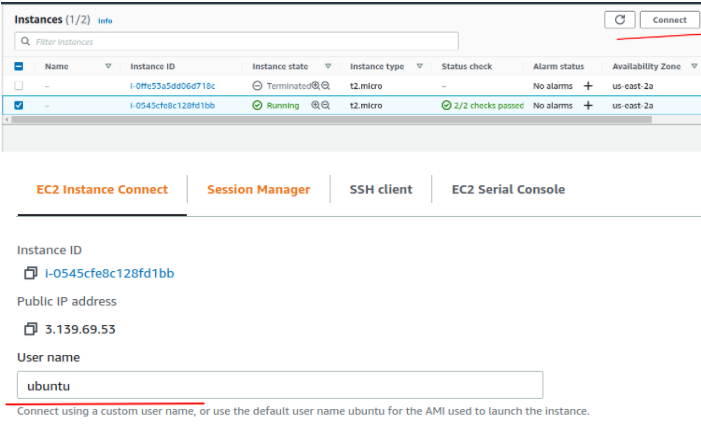 Instances (1/2) Info
Connect
Filter instances
Name Instance ID Instance state Instance type Status check Alarm status Availability Zone
– i-0ffe53a5dd06d718c Terminated t2.micro – No alarms + us-east-2a
– i-0545cfe8c128fd1bb Running t2.micro 2/2 checks passed No alarms + us-east-2a
EC2 Instance Connect Session Manager SSH client EC2 Serial Console
Instance ID
i-0545cfe8c128fd1bb
Public IP address
3.139.69.53
User name
ubuntu
Connect using a custom user name, or use the default user name ubuntu for the AMI used to launch the instance.